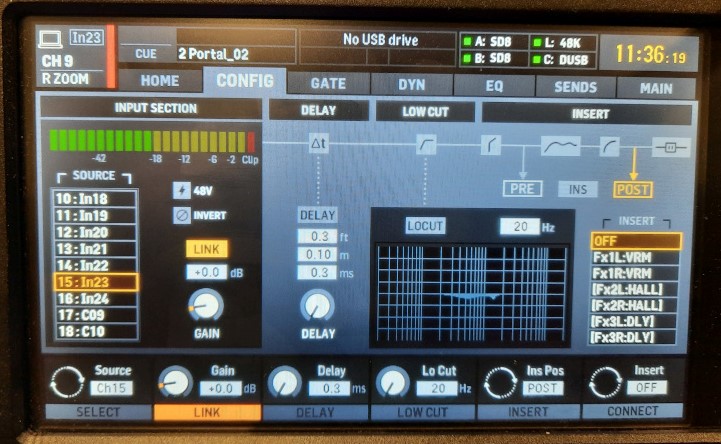 In23
CH 9
R ZOOM
CUE
2 Portal_02
No USB drive
A: SD8
B: SD8
L: 48K
C: DUSB
11:36:19
HOME
CONFIG
GATE
DYN
EQ
SENDS
MAIN
INPUT SECTION
DELAY
LOW CUT
INSERT
-42
-18
-12
-6
-2
Clip
Δt
SOURCE
10:In18
11:In19
12:In20
13:In21
14:In22
15:In23
16:In24
17:C09
18:C10
48V
INVERT
LINK
+0.0 dB
GAIN
DELAY
0.3 ft
0.10 m
0.3 ms
DELAY
LOCUT
20 Hz
PRE
INS
POST
INSERT
OFF
Fx1L:VRM
Fx1R:VRM
[Fx2L:HALL]
[Fx2R:HALL]
[Fx3L:DLY]
[Fx3R:DLY]
Source
Ch15
SELECT
Gain
+0.0 dB
LINK
Delay
0.3 ms
DELAY
Lo Cut
20 Hz
LOW CUT
Ins Pos
POST
INSERT
Insert
OFF
CONNECT